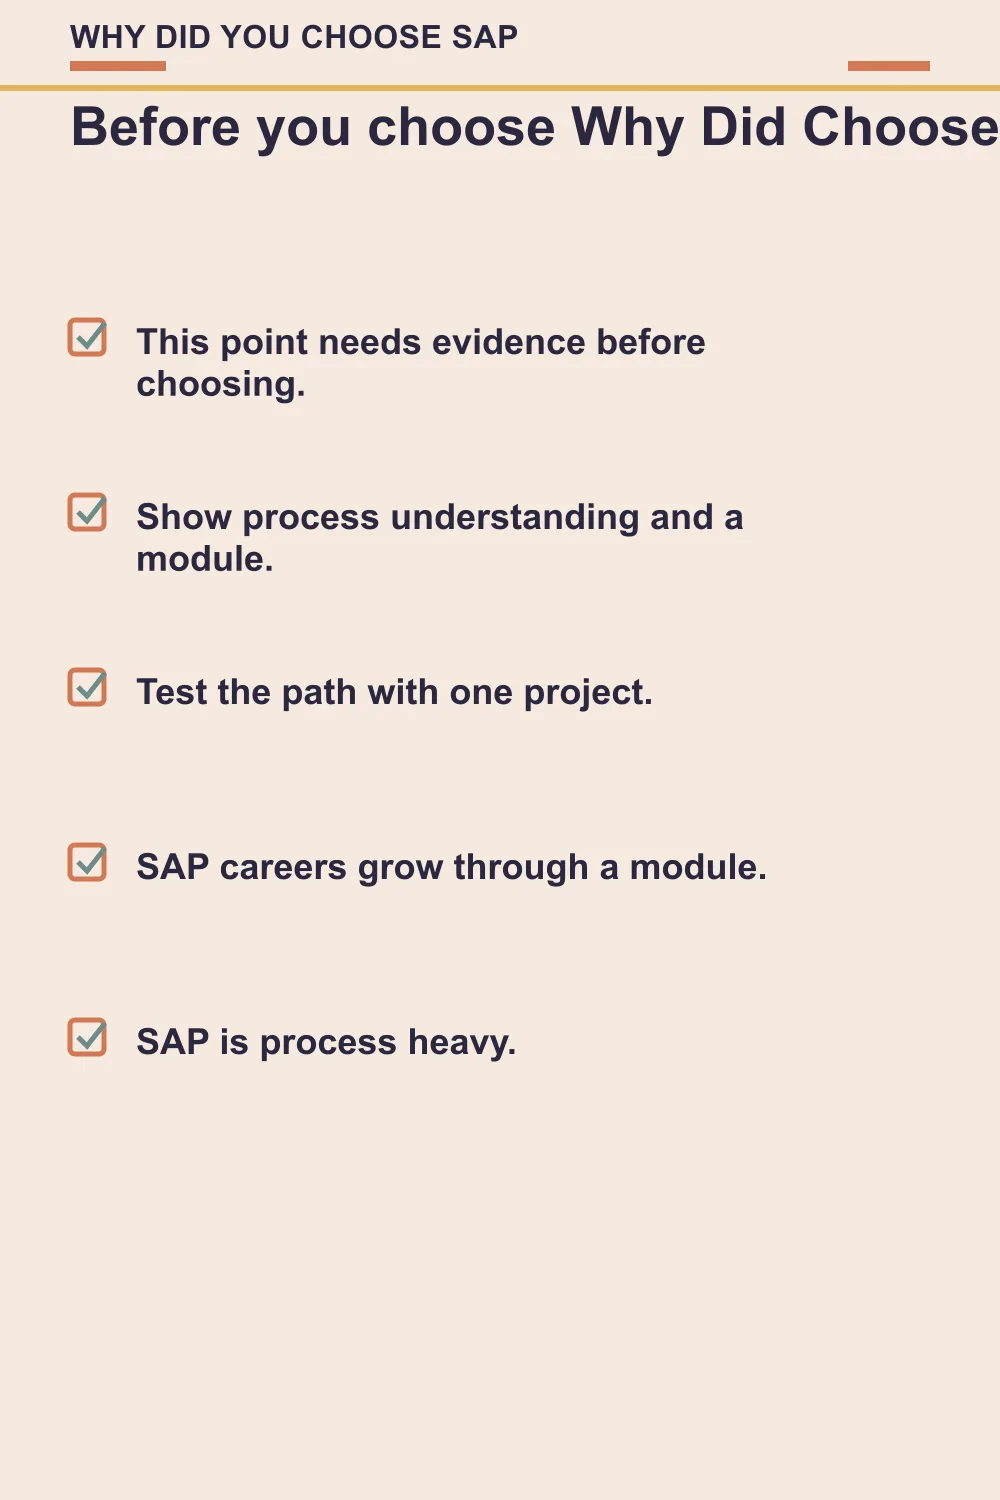 WHY DID YOU CHOOSE SAP
Before you choose Why Did Choose
This point needs evidence before
choosing.
Show process understanding and a
module.
Test the path with one project.
SAP careers grow through a module.
SAP is process heavy.